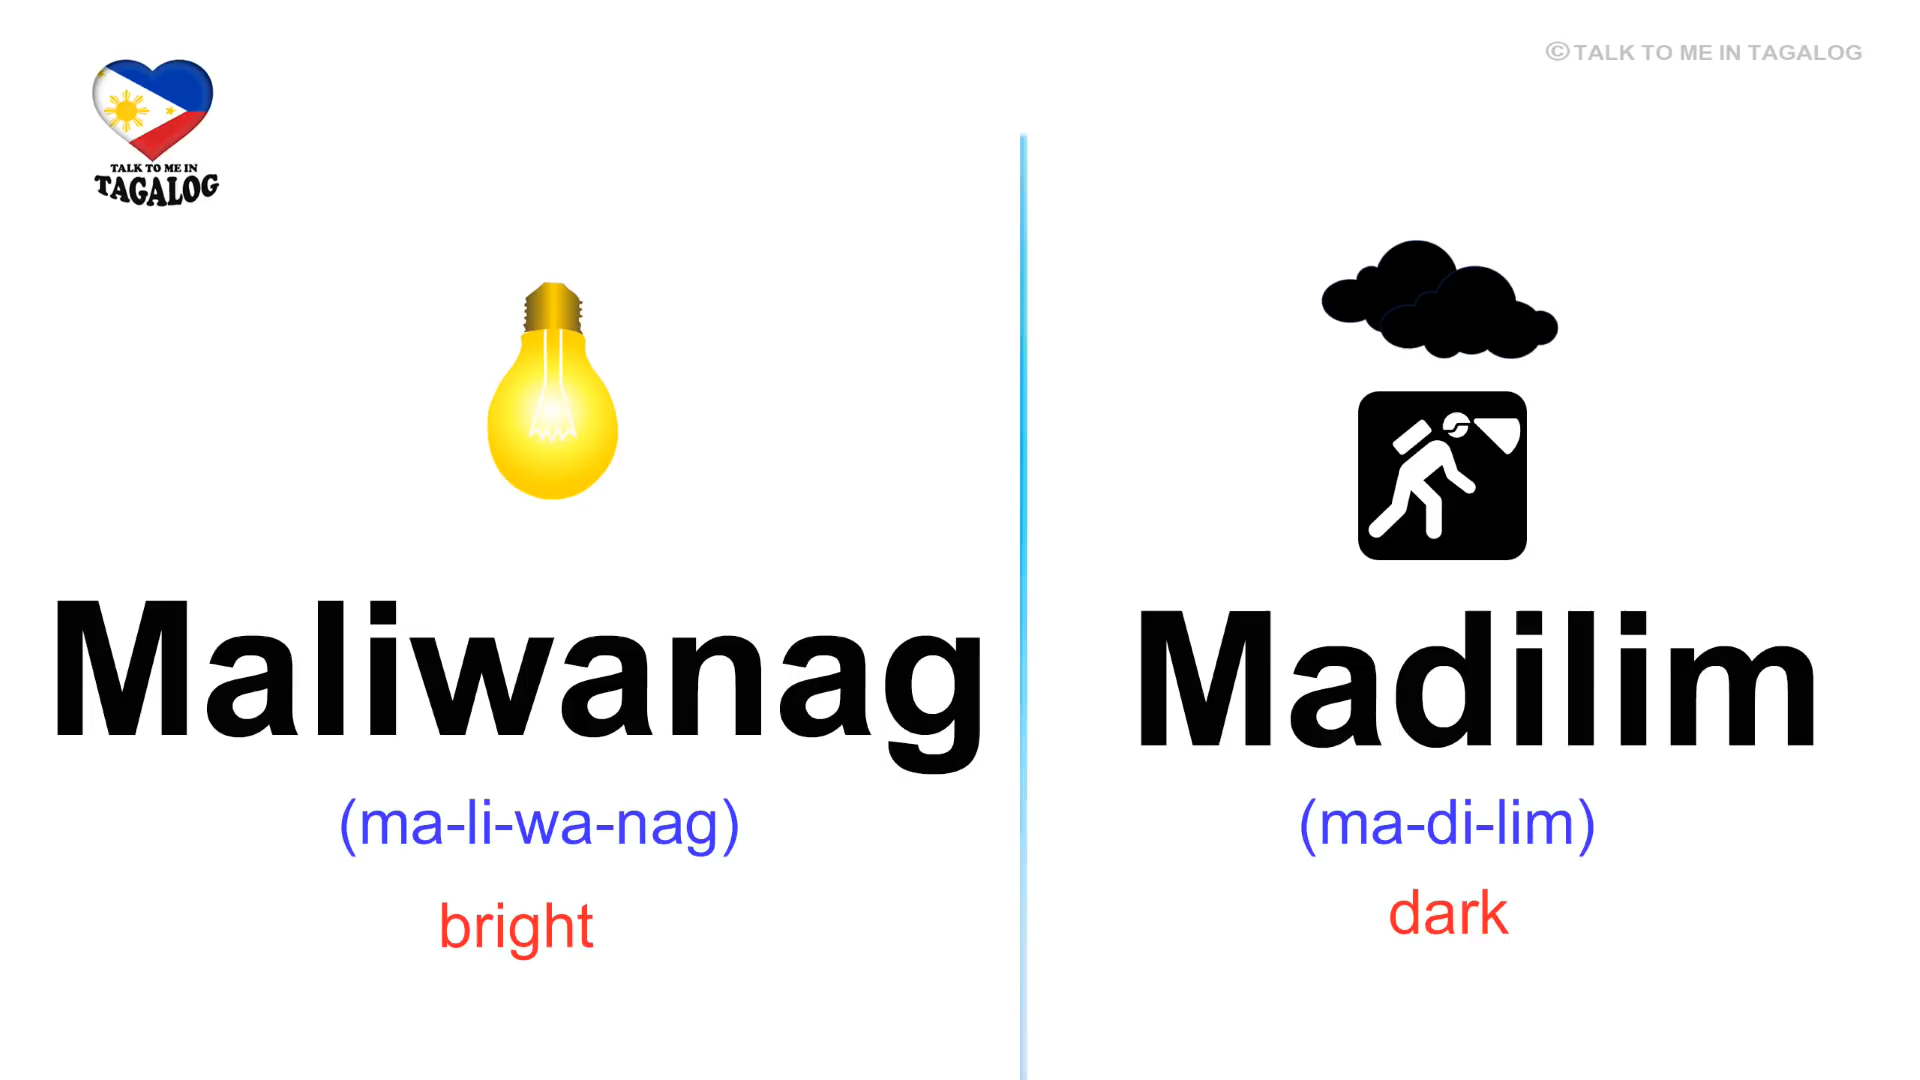 ©TALK TO ME IN TAGALOG
TALK TO ME IN
TAGALOG
Maliwanag
(ma-li-wa-nag)
bright
Madilim
(ma-di-lim)
dark